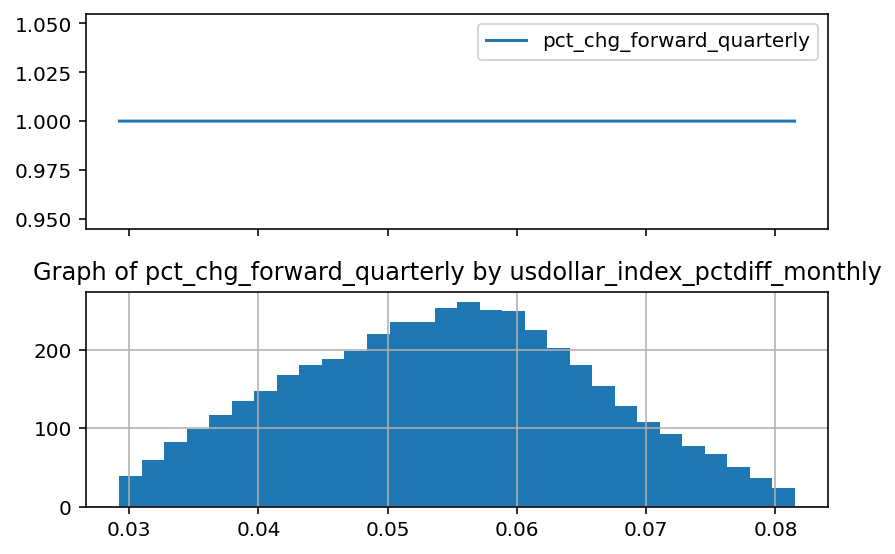 1.050
pct_chg_forward_quarterly
1.025
1.000
0.975
0.950
Graph of pct_chg_forward_quarterly by usdollar_index_pctdiff_monthly
200
100
0
0.03 0.04 0.05 0.06 0.07 0.08